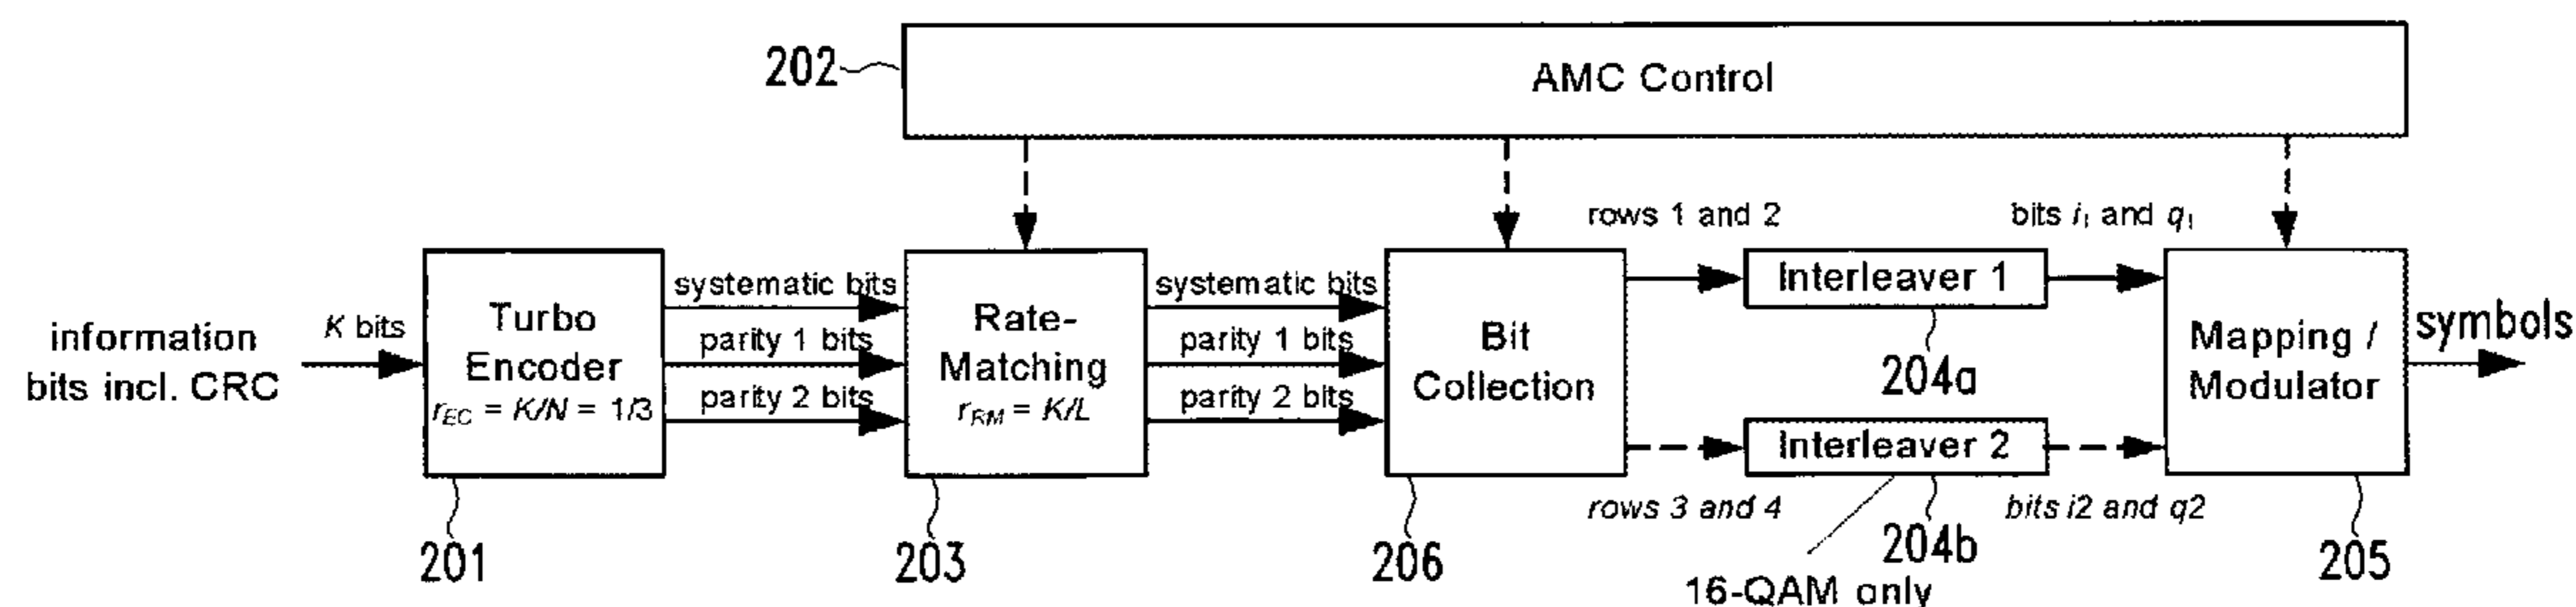 202
AMC Control
rows 1 and 2
bits i1 and q1
information
bits incl. CRC
K bits
Turbo
Encoder
rEC = K/N = 1/3
systematic bits
parity 1 bits
parity 2 bits
Rate-
Matching
rRM = K/L
systematic bits
parity 1 bits
parity 2 bits
Bit
Collection
Interleaver 1
204a
Interleaver 2
Mapping /
Modulator
symbols
rows 3 and 4
bits i2 and q2
201
203
206
204b
205
16-QAM only